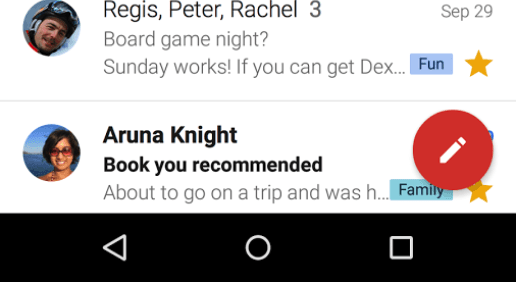 Regis, Peter, Rachel 3 Sep 29
Board game night?
Sunday works! If you can get Dex... Fun
Aruna Knight
Book you recommended
About to go on a trip and was h... Family